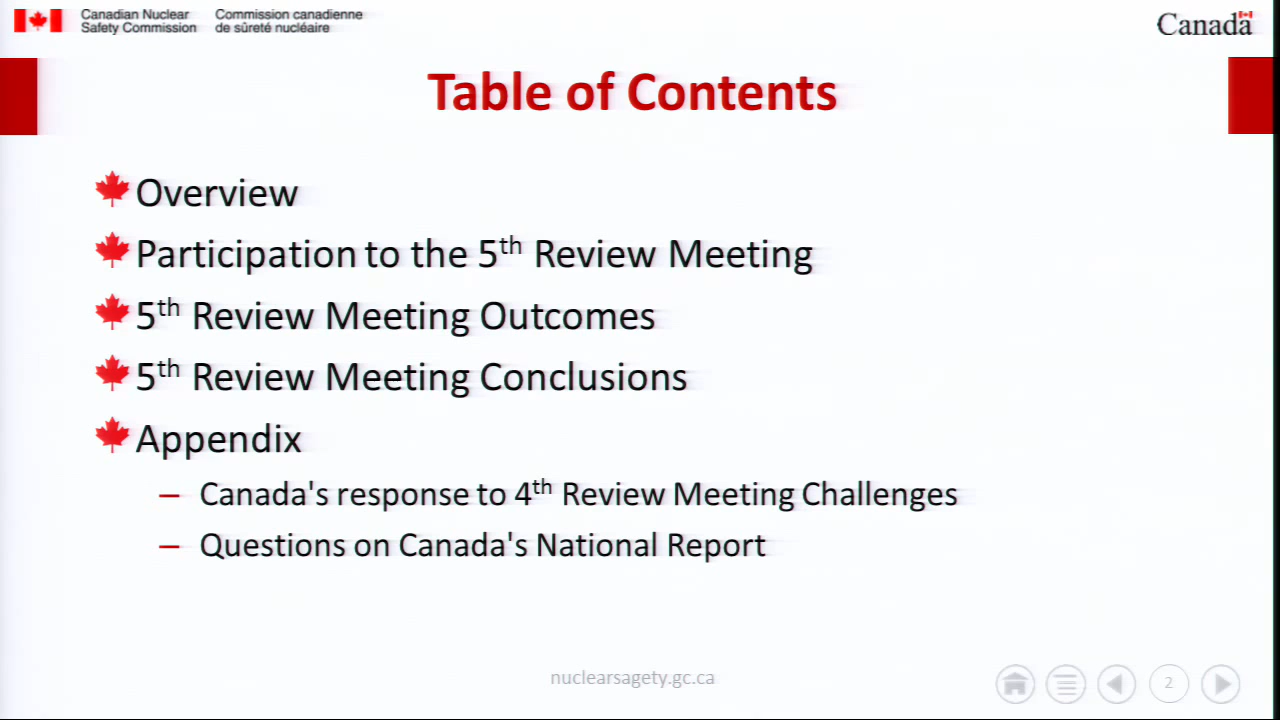 Canadian Nuclear Safety Commission
Commission canadienne de sûreté nucléaire
Canada
Table of Contents
Overview
Participation to the 5th Review Meeting
5th Review Meeting Outcomes
5th Review Meeting Conclusions
Appendix
– Canada's response to 4th Review Meeting Challenges
– Questions on Canada's National Report
nuclearsagety.gc.ca
2